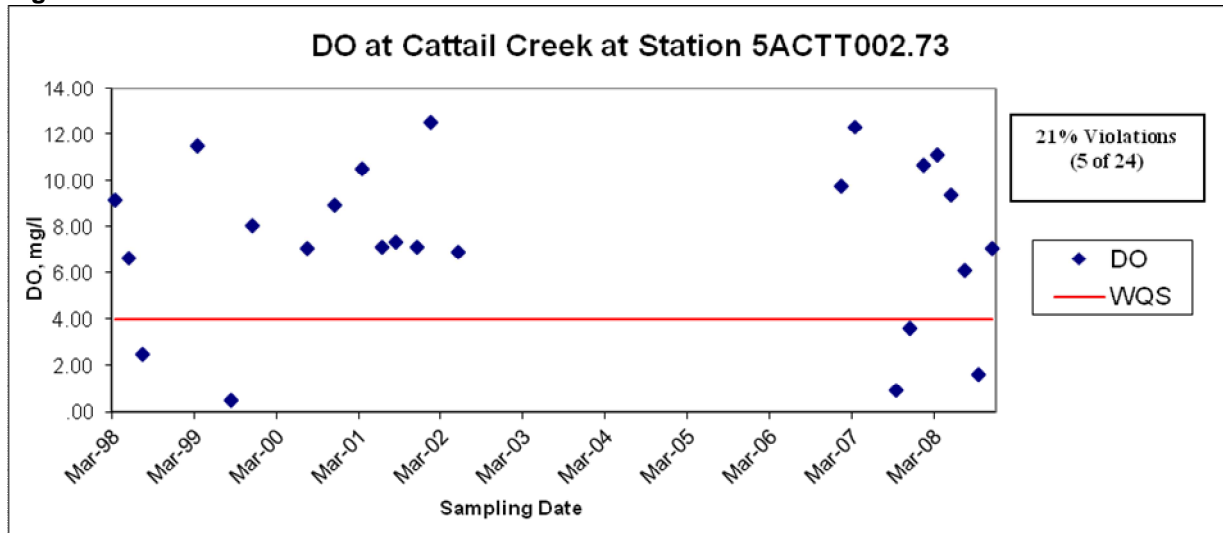 DO at Cattail Creek at Station 5ACTT002.73
14.00
12.00
10.00
8.00
6.00
4.00
2.00
.00
DO, mg/l
Mar-98
Mar-99
Mar-00
Mar-01
Mar-02
Mar-03
Mar-04
Mar-05
Mar-06
Mar-07
Mar-08
Sampling Date
21% Violations
(5 of 24)
DO
WQS